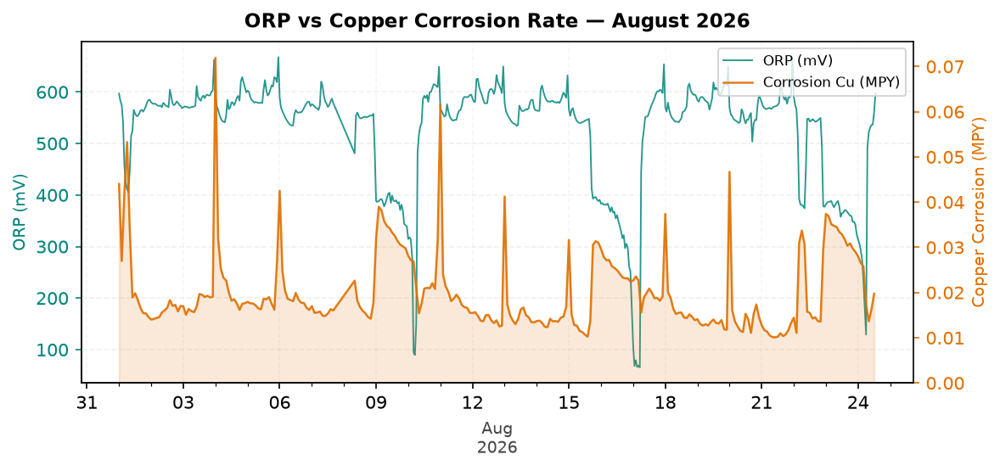 ORP vs Copper Corrosion Rate — August 2026
ORP (mV)
Corrosion Cu (MPY)
ORP (mV)
600
500
400
300
200
100
Copper Corrosion (MPY)
0.07
0.06
0.05
0.04
0.03
0.02
0.01
0.00
31 03 06 09 12 15 18 21 24
Aug
2026